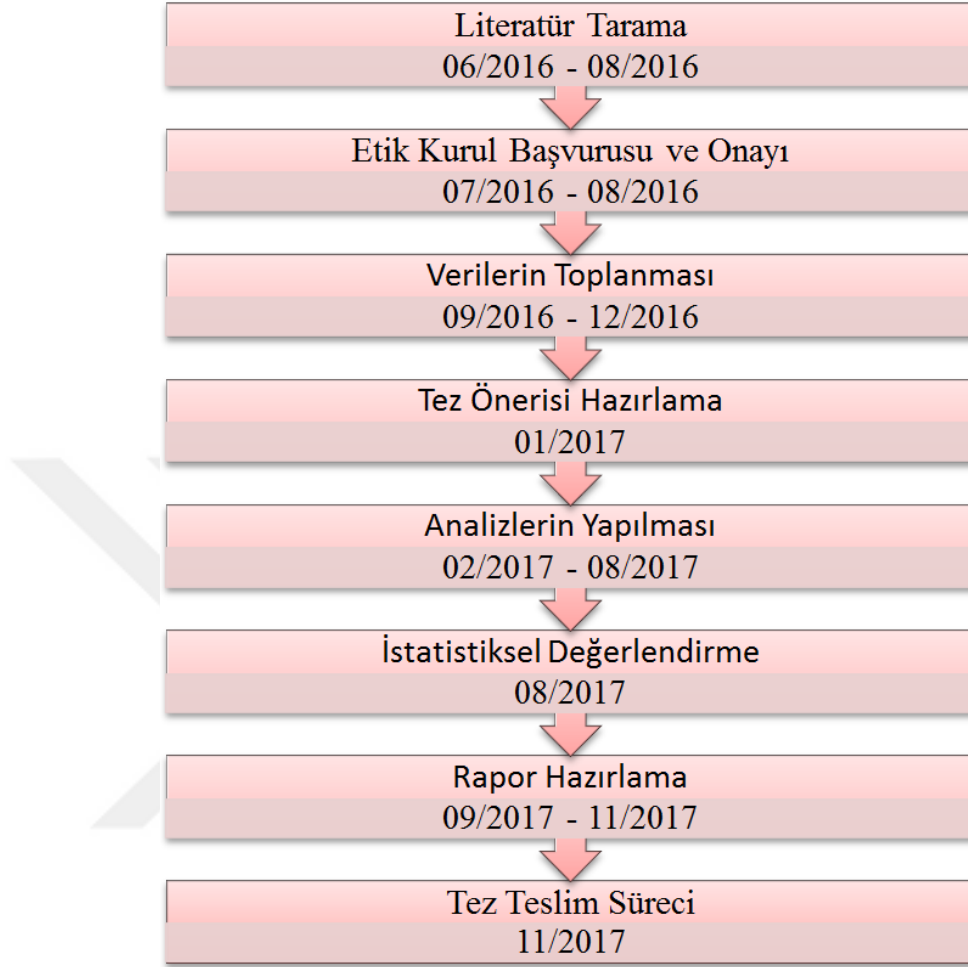 Literatür Tarama
06/2016 - 08/2016
Etik Kurul Başvurusu ve Onayı
07/2016 - 08/2016
Verilerin Toplanması
09/2016 - 12/2016
Tez Önerisi Hazırlama
01/2017
Analizlerin Yapılması
02/2017 - 08/2017
İstatistiksel Değerlendirme
08/2017
Rapor Hazırlama
09/2017 - 11/2017
Tez Teslim Süreci
11/2017